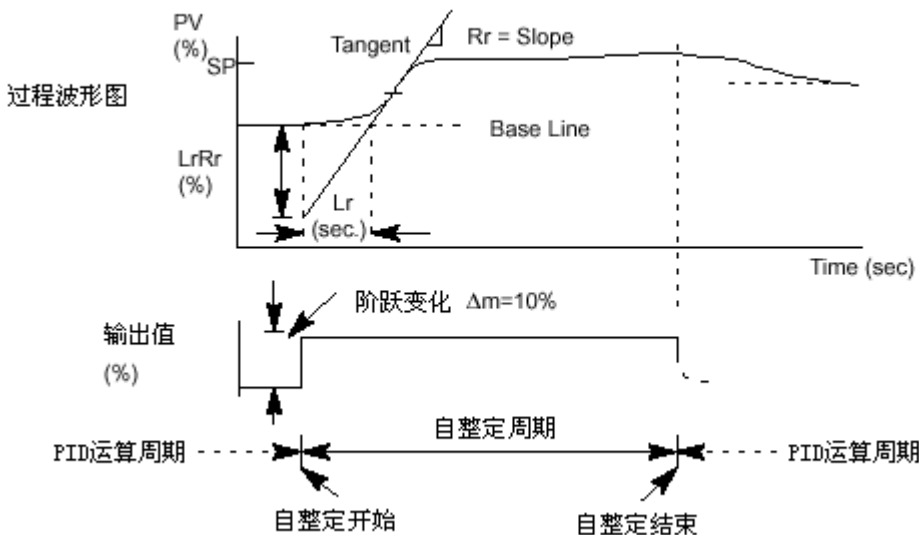 PV
(%)
SP
Tangent
Rr = Slope
过程波形图
Base Line
LrRr
(%)
Lr
(sec.)
Time (sec)
阶跃变化 Δm=10%
输出值
(%)
自整定周期
PID运算周期
PID运算周期
自整定开始
自整定结束